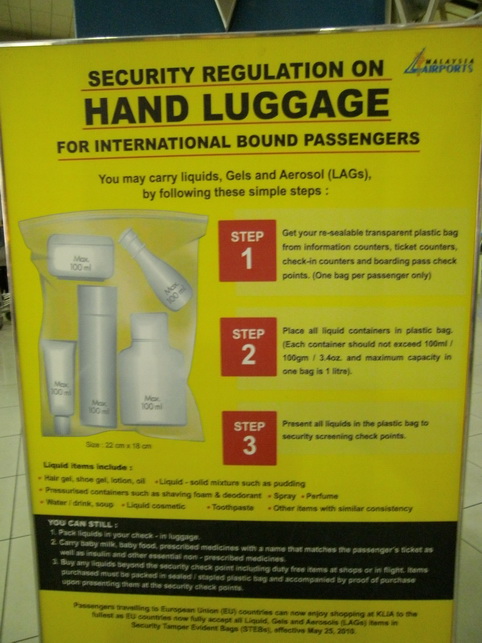 MALAYSIA
AIRPORTS
SECURITY REGULATION ON
HAND LUGGAGE
FOR INTERNATIONAL BOUND PASSENGERS
You may carry liquids, Gels and Aerosol (LAGs),
by following these simple steps :
Max.
100 ml
Max.
100 ml
Max.
100 ml
Max.
100 ml
Max.
100 ml
Size : 22 cm x 18 cm
STEP
1
Get your re-sealable transparent plastic bag
from information counters, ticket counters,
check-in counters and boarding pass check
points. (One bag per passenger only)
STEP
2
Place all liquid containers in plastic bag.
(Each container should not exceed 100ml /
100gm / 3.4oz. and maximum capacity in
one bag is 1 litre).
STEP
3
Present all liquids in the plastic bag to
security screening check points.
Liquid items include :
• Hair gel, shoe gel, lotion, oil • Liquid - solid mixture such as pudding
• Pressurised containers such as shaving foam & deodorant • Spray • Perfume
• Water / drink, soup • Liquid cosmetic • Toothpaste • Other items with similar consistency
YOU CAN STILL :
1. Pack liquids in your check - in luggage.
2. Carry baby milk, baby food, prescribed medicines with a name that matches the passenger's ticket as
well as insulin and other essential non - prescribed medicines.
3. Buy any liquids beyond the security check point including duty free items at shops or in flight. Items
purchased must be packed in sealed / stapled plastic bag and accompanied by proof of purchase
upon presenting them at the security check points.
Passengers travelling to European Union (EU) countries can now enjoy shopping at KLIA to the
fullest as EU countries now fully accept all Liquid, Gels and Aerosols (LAGs) items in
Security Tamper Evident Bags (STEBs), effective May 25, 2010.